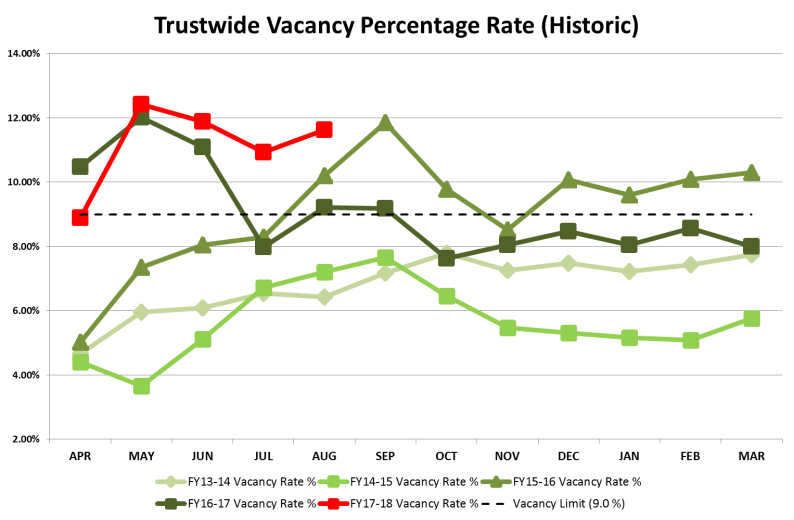 Trustwide Vacancy Percentage Rate (Historic)
14.00%
12.00%
10.00%
8.00%
6.00%
4.00%
2.00%
APR MAY JUN JUL AUG SEP OCT NOV DEC JAN FEB MAR
FY13-14 Vacancy Rate % FY14-15 Vacancy Rate % FY15-16 Vacancy Rate %
FY16-17 Vacancy Rate % FY17-18 Vacancy Rate % Vacancy Limit (9.0 %)